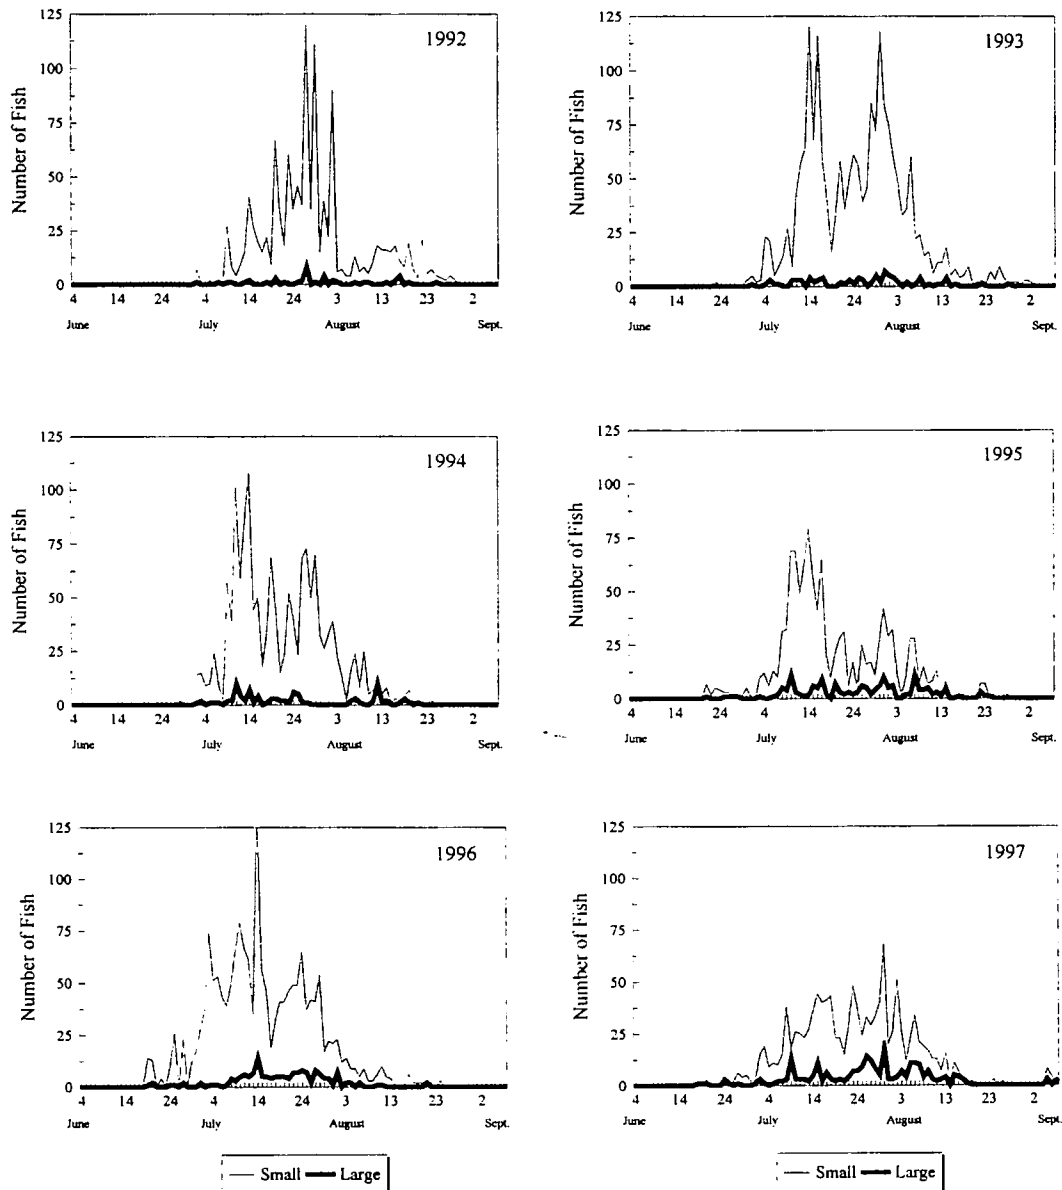 1992
125
100
75
50
25
0
Number of Fish
4 14 24 4 14 24 3 13 23 2
June July August Sept.
1993
125
100
75
50
25
0
Number of Fish
4 14 24 4 14 24 3 13 23 2
June July August Sept.
1994
125
100
75
50
25
0
Number of Fish
4 14 24 4 14 24 3 13 23 2
June July August Sept.
1995
125
100
75
50
25
0
Number of Fish
4 14 24 4 14 24 3 13 23 2
June July August Sept.
1996
125
100
75
50
25
0
Number of Fish
4 14 24 4 14 24 3 13 23 2
June July August Sept.
1997
125
100
75
50
25
0
Number of Fish
4 14 24 4 14 24 3 13 23 2
June July August Sept.
Small Large
Small Large